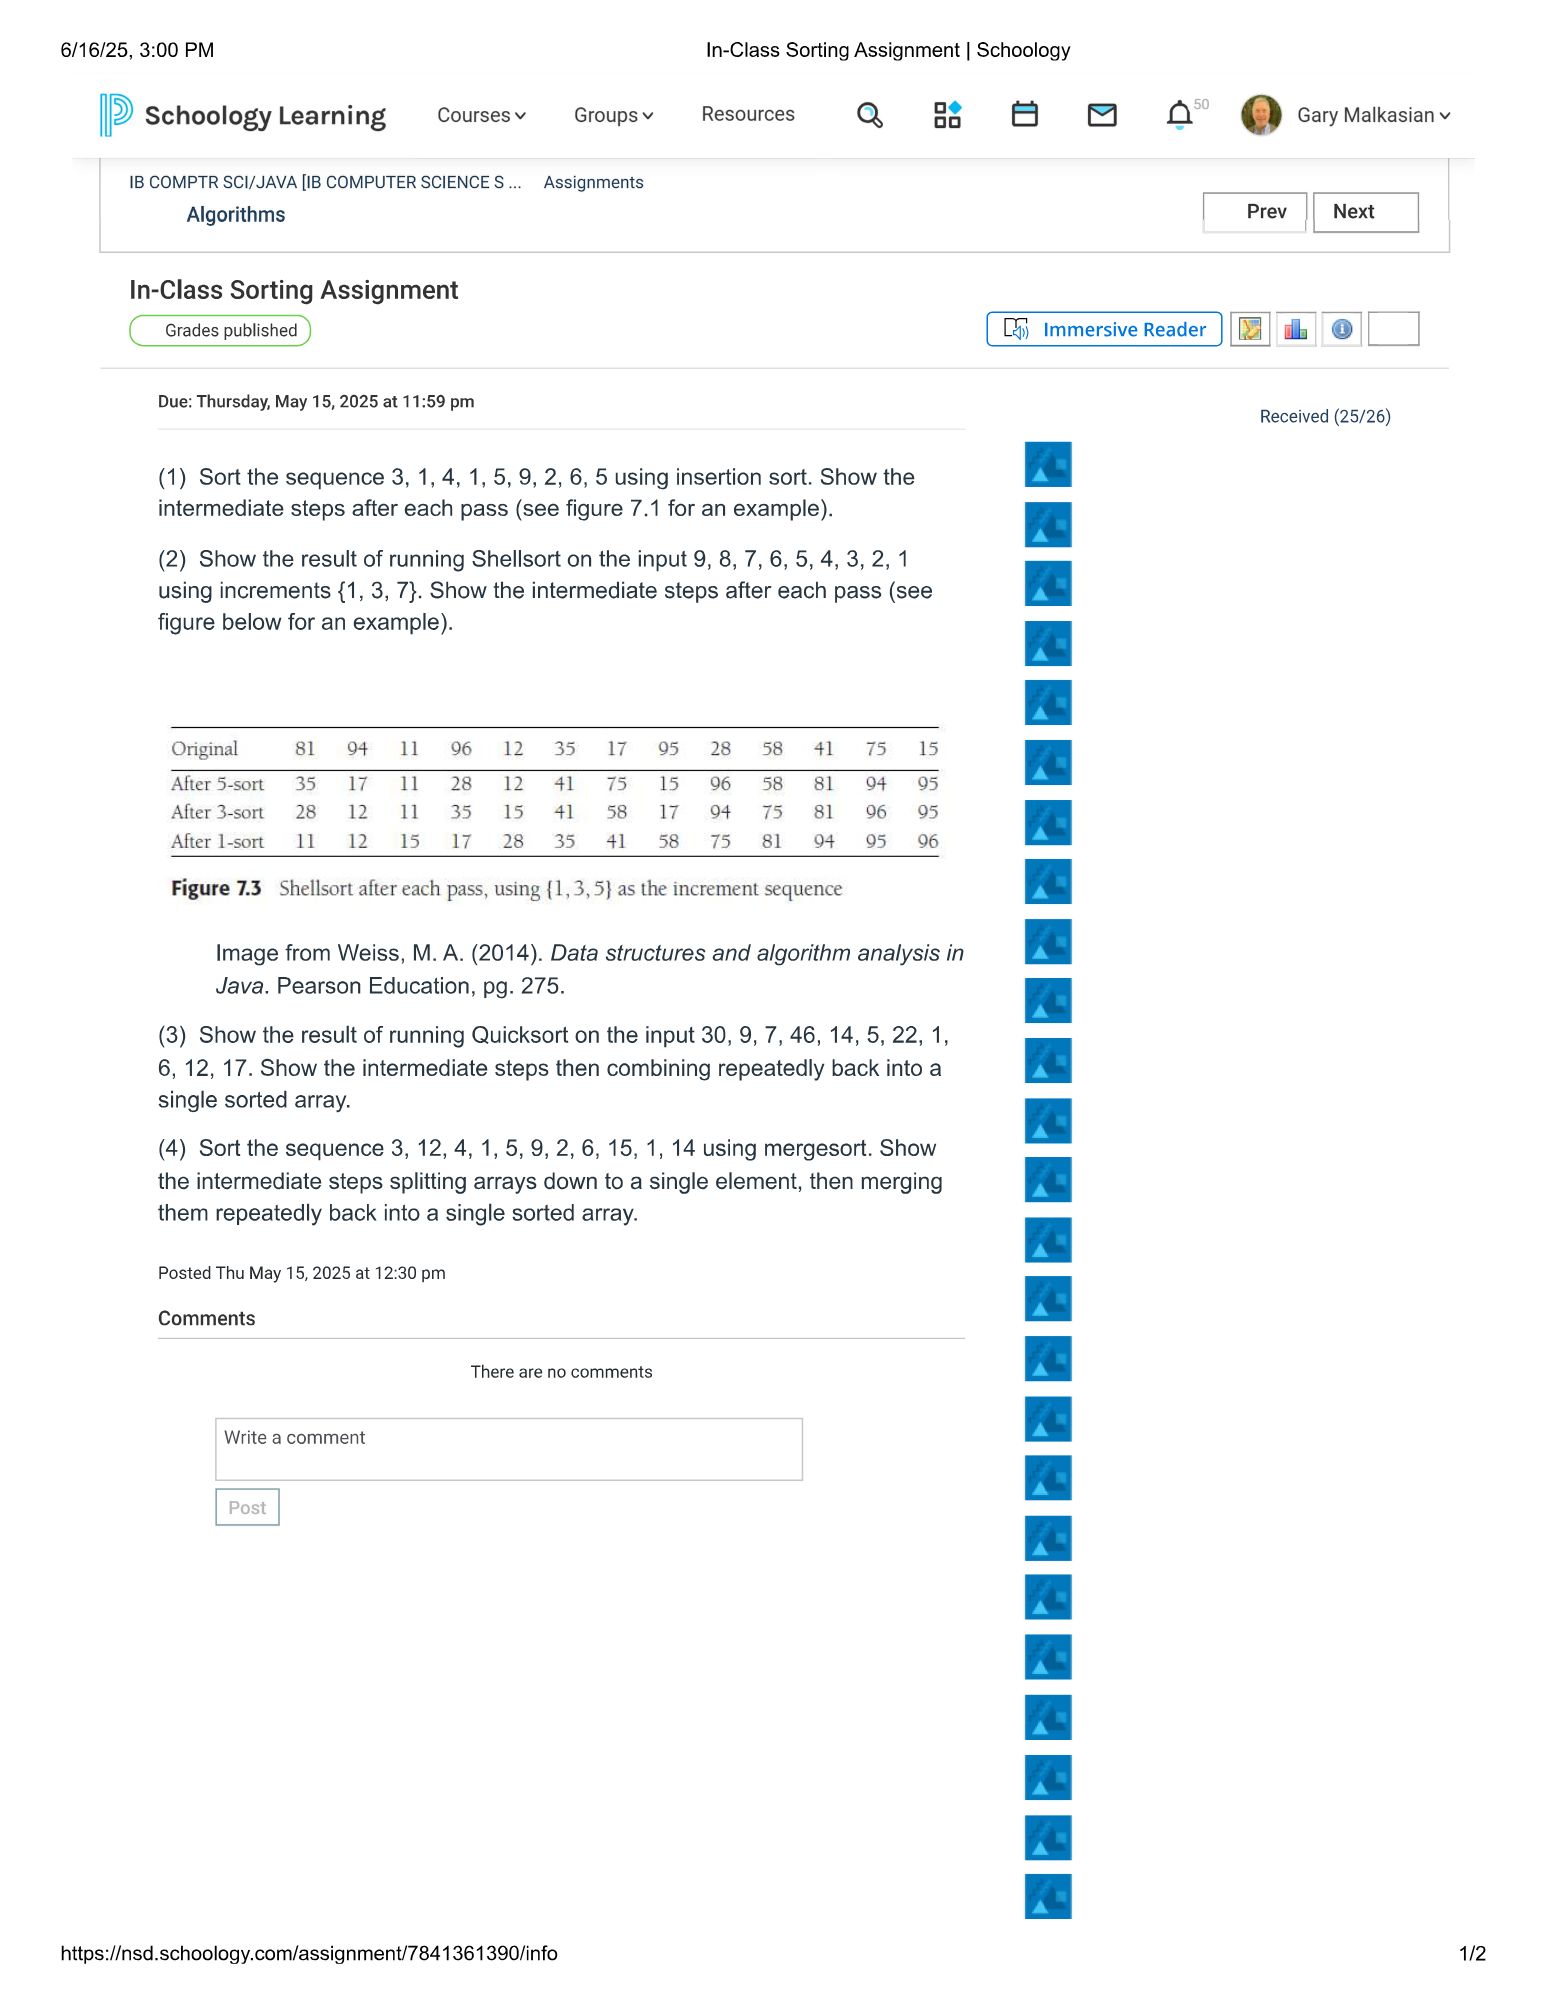 6/16/25, 3:00 PM
In-Class Sorting Assignment | Schoology
Schoology Learning
Courses
Groups
Resources
50
Gary Malkasian
IB COMPTR SCI/JAVA [IB COMPUTER SCIENCE S ...
Assignments
Algorithms
Prev
Next
In-Class Sorting Assignment
Grades published
Immersive Reader
Due: Thursday, May 15, 2025 at 11:59 pm
Received (25/26)
(1) Sort the sequence 3, 1, 4, 1, 5, 9, 2, 6, 5 using insertion sort. Show the
intermediate steps after each pass (see figure 7.1 for an example).
(2) Show the result of running Shellsort on the input 9, 8, 7, 6, 5, 4, 3, 2, 1
using increments {1, 3, 7}. Show the intermediate steps after each pass (see
figure below for an example).
Original 81 94 11 96 12 35 17 95 28 58 41 75 15
After 5-sort 35 17 11 28 12 41 75 15 96 58 81 94 95
After 3-sort 28 12 11 35 15 41 58 17 94 75 81 96 95
After 1-sort 11 12 15 17 28 35 41 58 75 81 94 95 96
Figure 7.3 Shellsort after each pass, using {1, 3, 5} as the increment sequence
Image from Weiss, M. A. (2014). Data structures and algorithm analysis in
Java. Pearson Education, pg. 275.
(3) Show the result of running Quicksort on the input 30, 9, 7, 46, 14, 5, 22, 1,
6, 12, 17. Show the intermediate steps then combining repeatedly back into a
single sorted array.
(4) Sort the sequence 3, 12, 4, 1, 5, 9, 2, 6, 15, 1, 14 using mergesort. Show
the intermediate steps splitting arrays down to a single element, then merging
them repeatedly back into a single sorted array.
Posted Thu May 15, 2025 at 12:30 pm
Comments
There are no comments
Write a comment
Post
https://nsd.schoology.com/assignment/7841361390/info
1/2